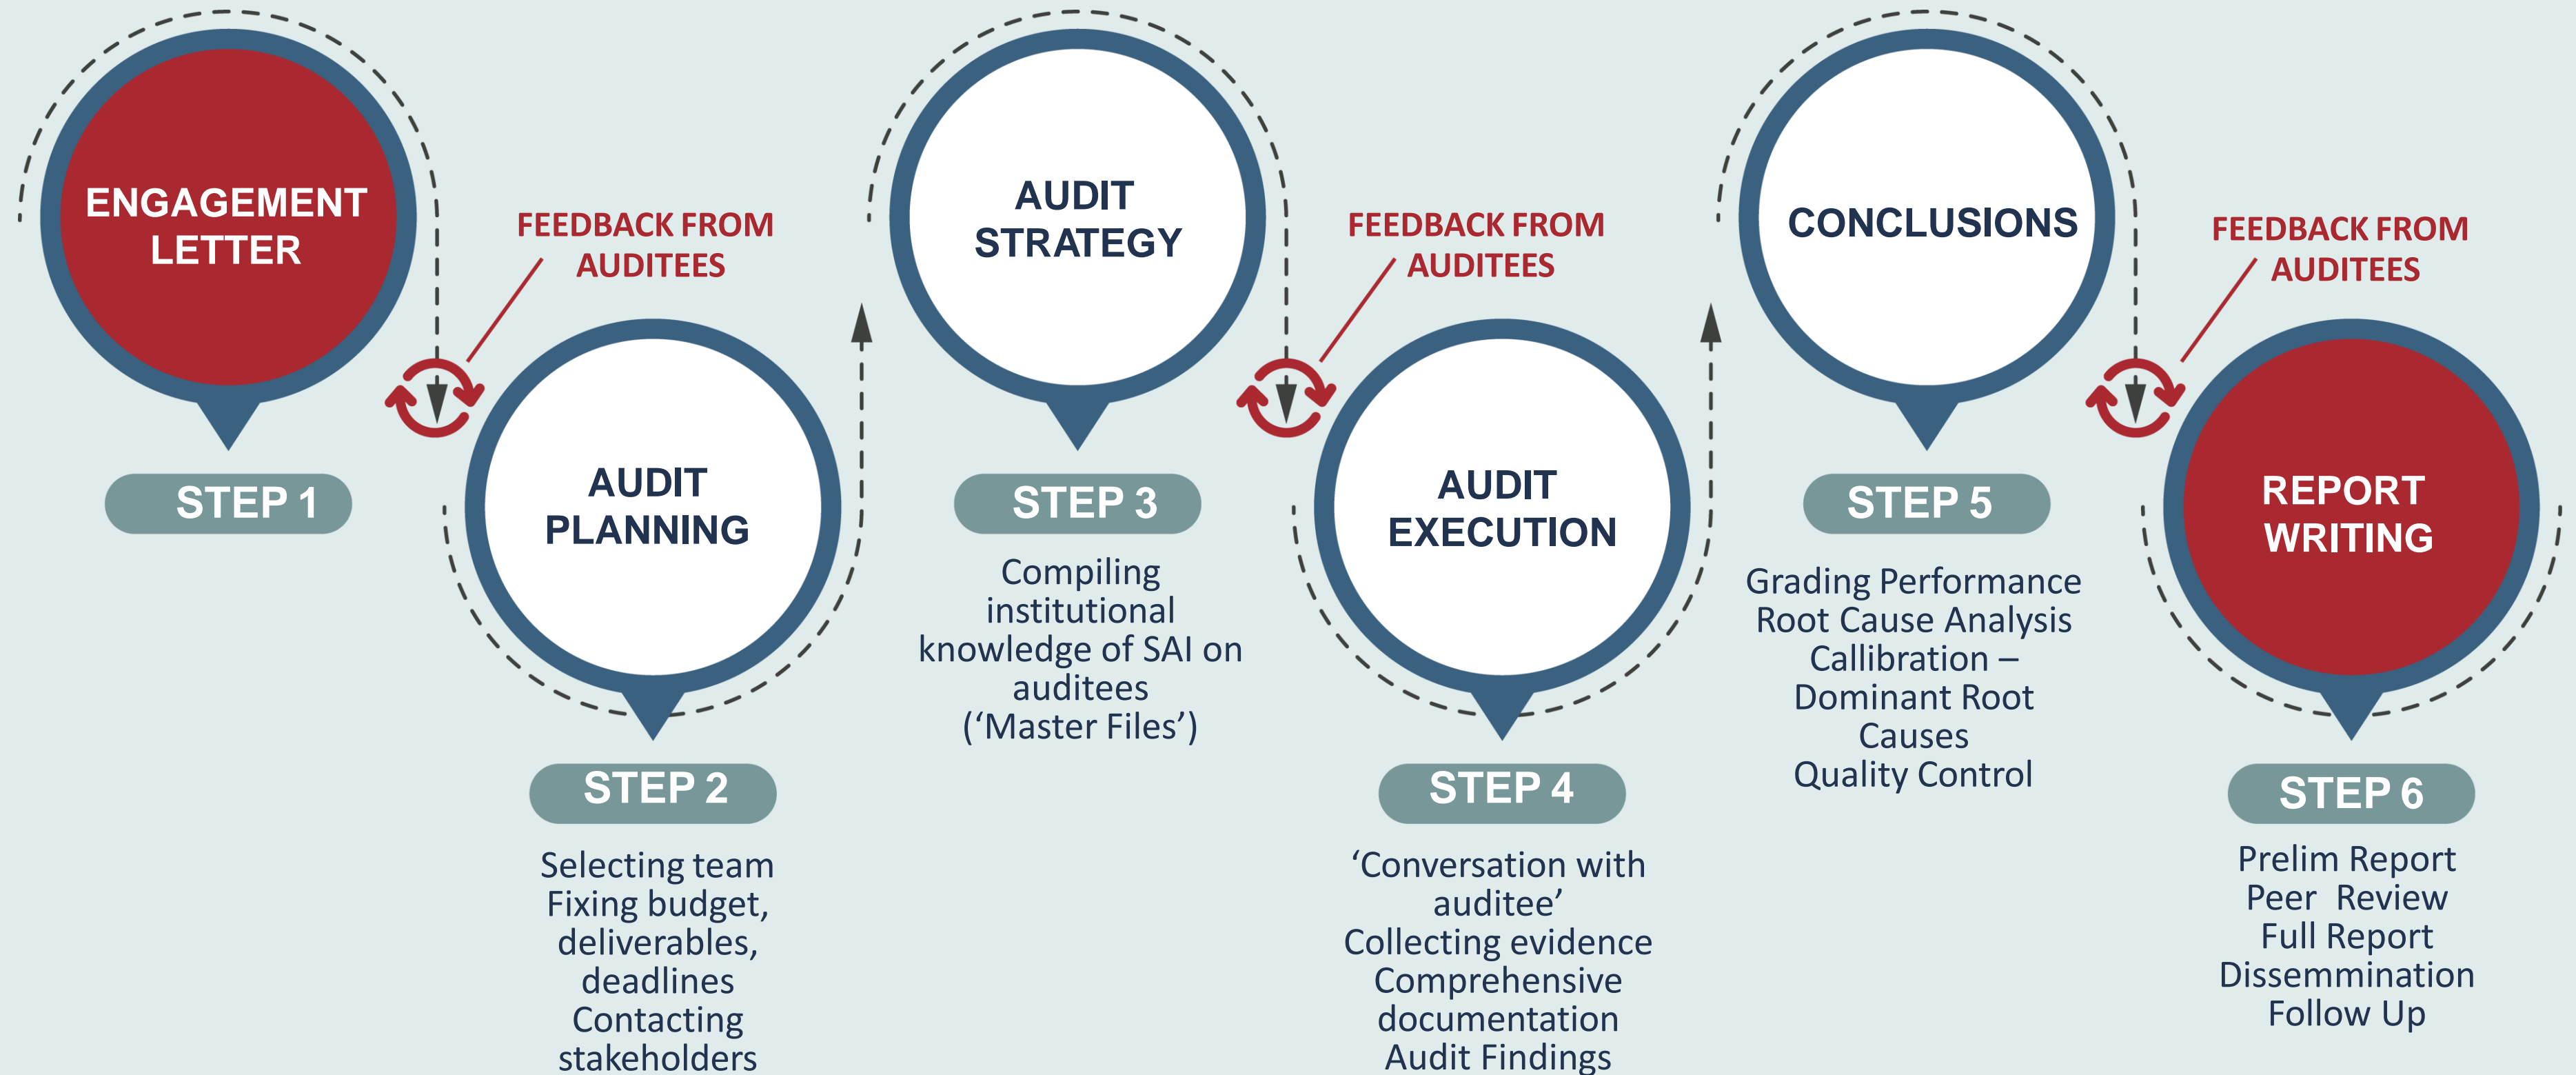 ENGAGEMENT
LETTER
STEP 1
FEEDBACK FROM
AUDITEES
AUDIT
PLANNING
STEP 2
Selecting team
Fixing budget,
deliverables,
deadlines
Contacting
stakeholders
AUDIT
STRATEGY
STEP 3
Compiling
institutional
knowledge of SAI on
auditees
(‘Master Files’)
FEEDBACK FROM
AUDITEES
AUDIT
EXECUTION
STEP 4
‘Conversation with
auditee’
Collecting evidence
Comprehensive
documentation
Audit Findings
CONCLUSIONS
STEP 5
Grading Performance
Root Cause Analysis
Callibration –
Dominant Root
Causes
Quality Control
FEEDBACK FROM
AUDITEES
REPORT
WRITING
STEP 6
Prelim Report
Peer  Review
Full Report
Dissemmination
Follow Up